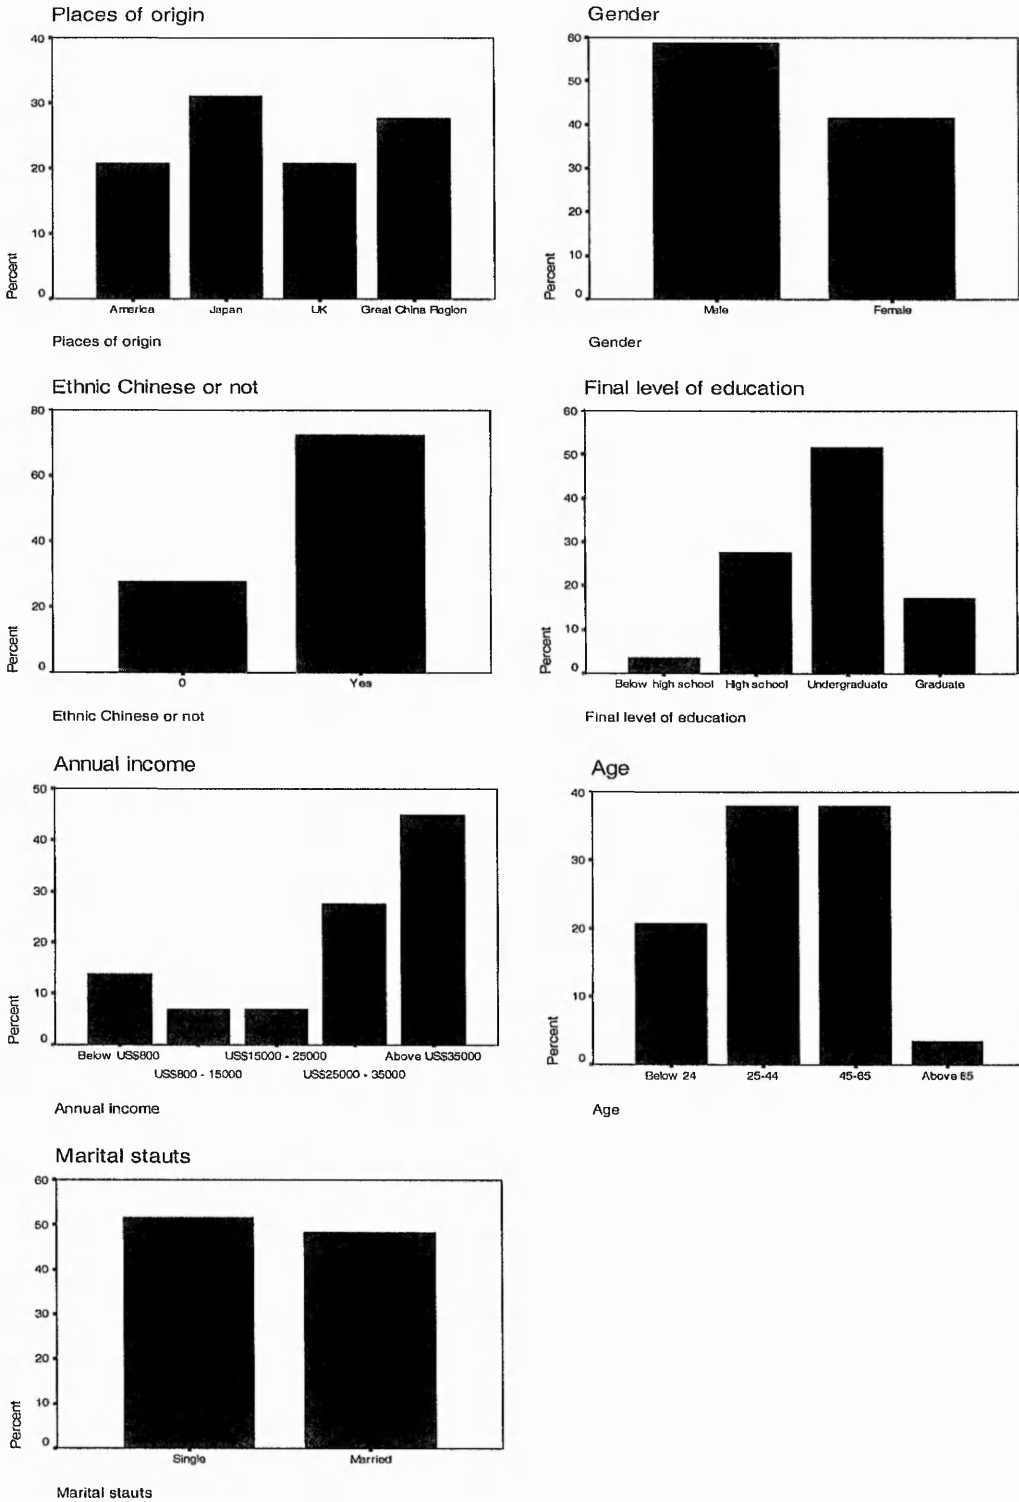 Places of origin
40
30
20
10
0
Percent
America Japan UK Great China Region
Places of origin
Gender
60
50
40
30
20
10
0
Percent
Male Female
Gender
Ethnic Chinese or not
80
60
40
20
0
Percent
0 Yes
Ethnic Chinese or not
Final level of education
60
50
40
30
20
10
0
Percent
Below high school High school Undergraduate Graduate
Final level of education
Annual income
50
40
30
20
10
0
Percent
Below US$800 US$15000 - 25000 Above US$35000
US$800 - 15000 US$25000 - 35000
Annual income
Age
40
30
20
10
0
Percent
Below 24 25-44 45-65 Above 65
Age
Marital stauts
60
50
40
30
20
10
0
Percent
Single Married
Marital stauts